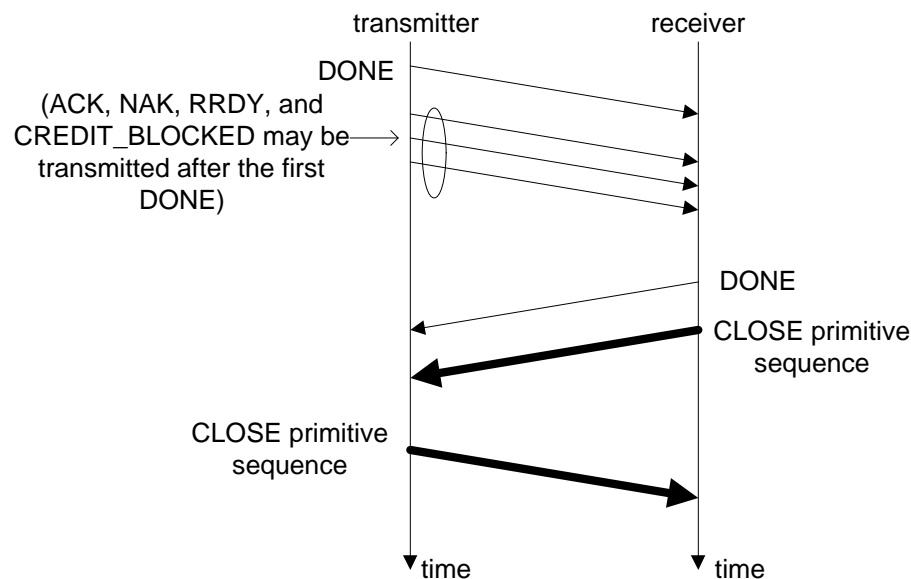 transmitter
receiver
DONE
(ACK, NAK, RRDY, and
CREDIT_BLOCKED may be
transmitted after the first
DONE)
DONE
CLOSE primitive
sequence
CLOSE primitive
sequence
time
time